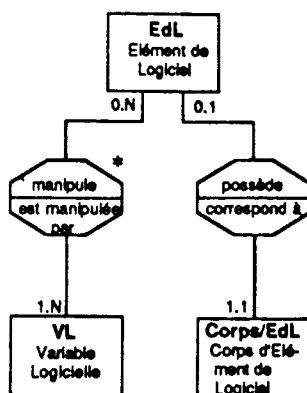 EdL
Elément de
Logiciel
0.N 0.1
*
manipule
est manipulée
par
possède
correspond à
1.N 1.1
VL
Variable
Logicielle
Corps/EdL
Corps d'Elé-
ment de
Logiciel